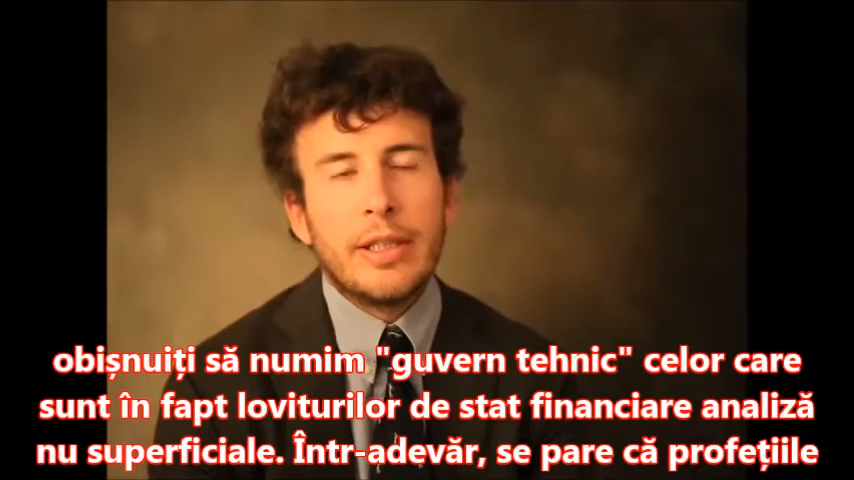 obișnuiți să numim "guvern tehnic" celor care
sunt în fapt loviturilor de stat financiare analiză
nu superficiale. Într-adevăr, se pare că profețiile